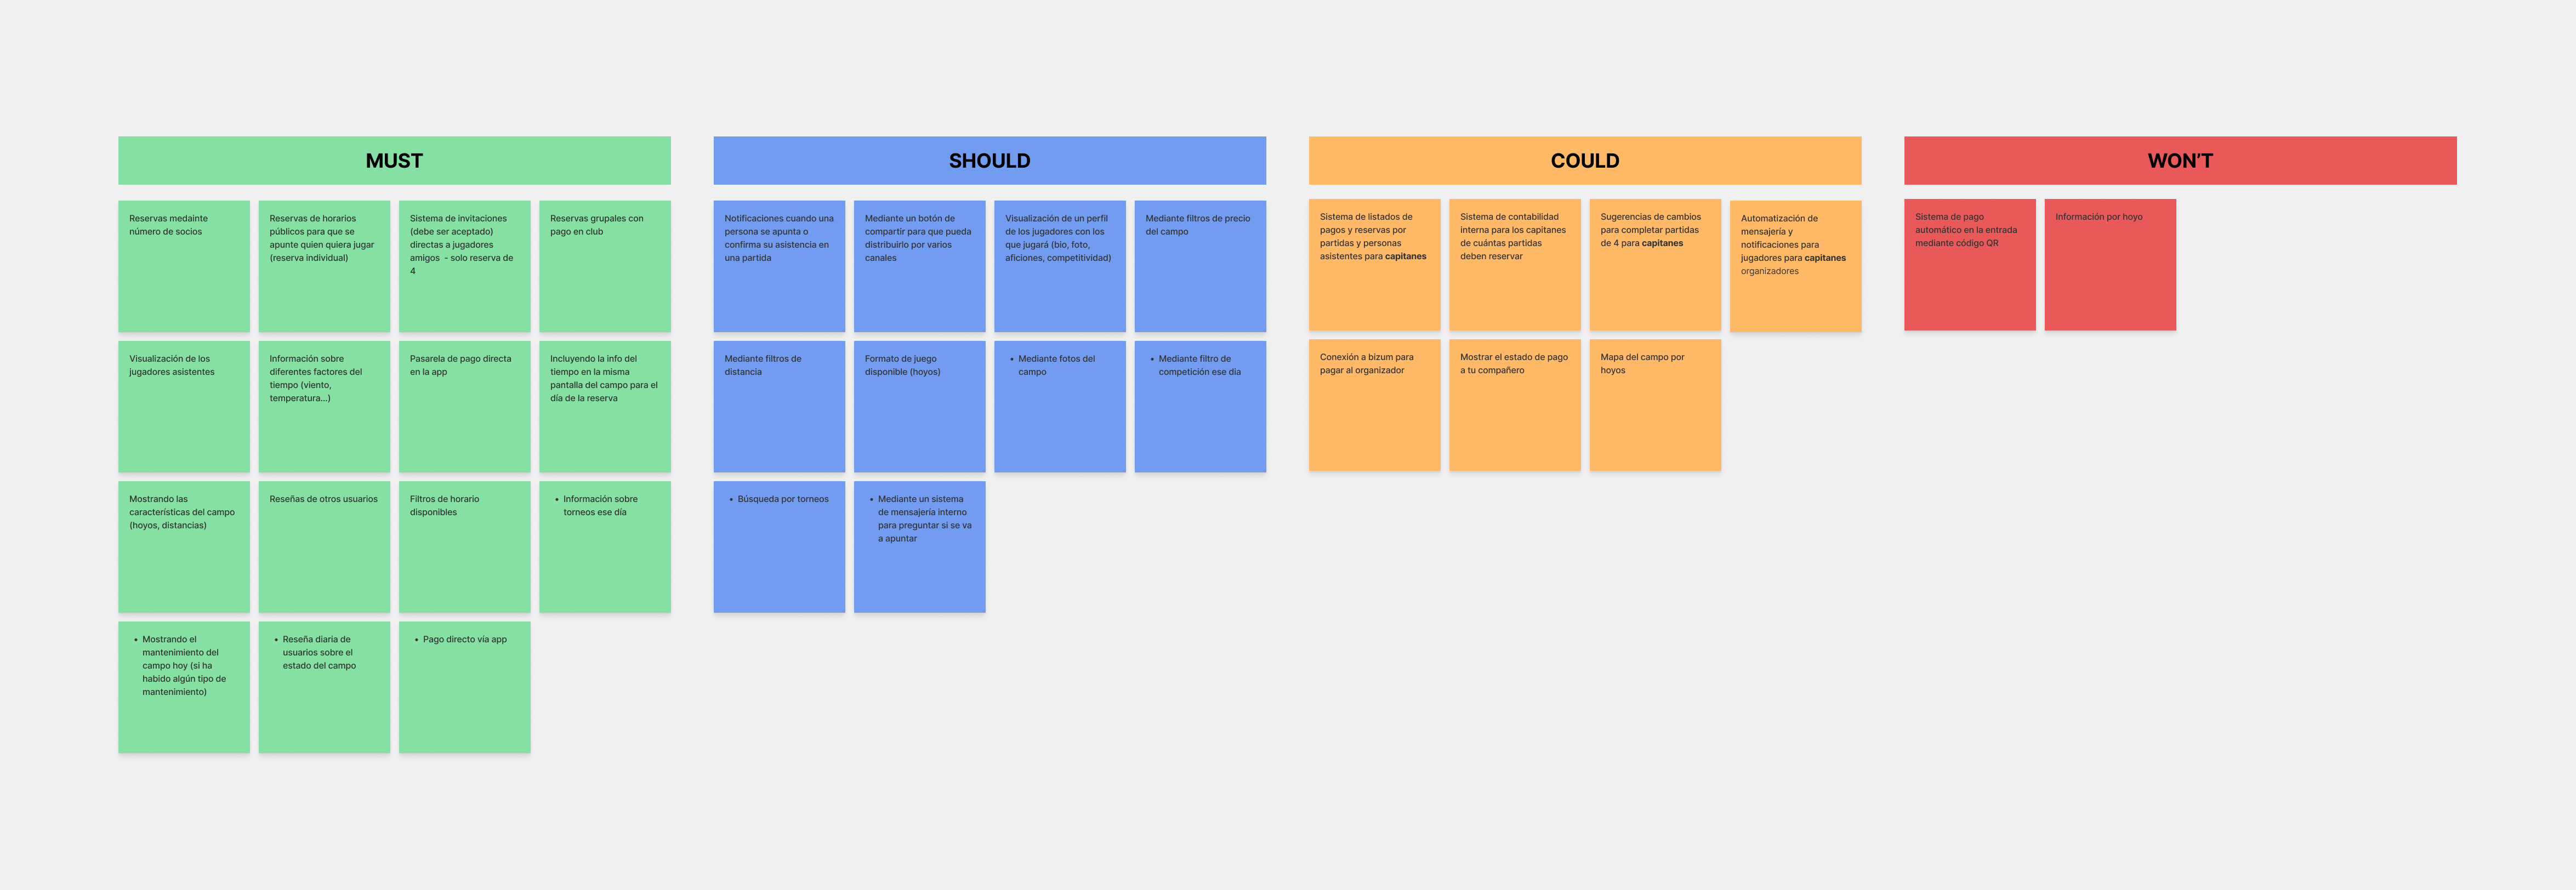 MUST
Reservas medainte
número de socios
Reservas de horarios
públicos para que se
apunte quien quiera jugar
(reserva individual)
Sistema de invitaciones
(debe ser aceptado)
directas a jugadores
amigos  - solo reserva de
4
Reservas grupales con
pago en club
Visualización de los
jugadores asistentes
Información sobre
diferentes factores del
tiempo (viento,
temperatura...)
Pasarela de pago directa
en la app
Incluyendo la info del
tiempo en la misma
pantalla del campo para el
día de la reserva
Mostrando las
características del campo
(hoyos, distancias)
Reseñas de otros usuarios
Filtros de horario
disponibles
• Información sobre
torneos ese día
• Mostrando el
mantenimiento del
campo hoy (si ha
habido algún tipo de
mantenimiento)
• Reseña diaria de
usuarios sobre el
estado del campo
• Pago directo vía app
SHOULD
Notificaciones cuando una
persona se apunta o
confirma su asistencia en
una partida
Mediante un botón de
compartir para que pueda
distribuirlo por varios
canales
Visualización de un perfil
de los jugadores con los
que jugará (bio, foto,
aficiones, competitividad)
Mediante filtros de precio
del campo
Mediante filtros de
distancia
Formato de juego
disponible (hoyos)
• Mediante fotos del
campo
• Mediante filtro de
competición ese dia
• Búsqueda por torneos
• Mediante un sistema
de mensajería interno
para preguntar si se va
a apuntar
COULD
Sistema de listados de
pagos y reservas por
partidas y personas
asistentes para capitanes
Sistema de contabilidad
interna para los capitanes
de cuántas partidas
deben reservar
Sugerencias de cambios
para completar partidas
de 4 para capitanes
Automatización de
mensajería y
notificaciones para
jugadores para capitanes
organizadores
Conexión a bizum para
pagar al organizador
Mostrar el estado de pago
a tu compañero
Mapa del campo por
hoyos
WON'T
Sistema de pago
automático en la entrada
mediante código QR
Información por hoyo